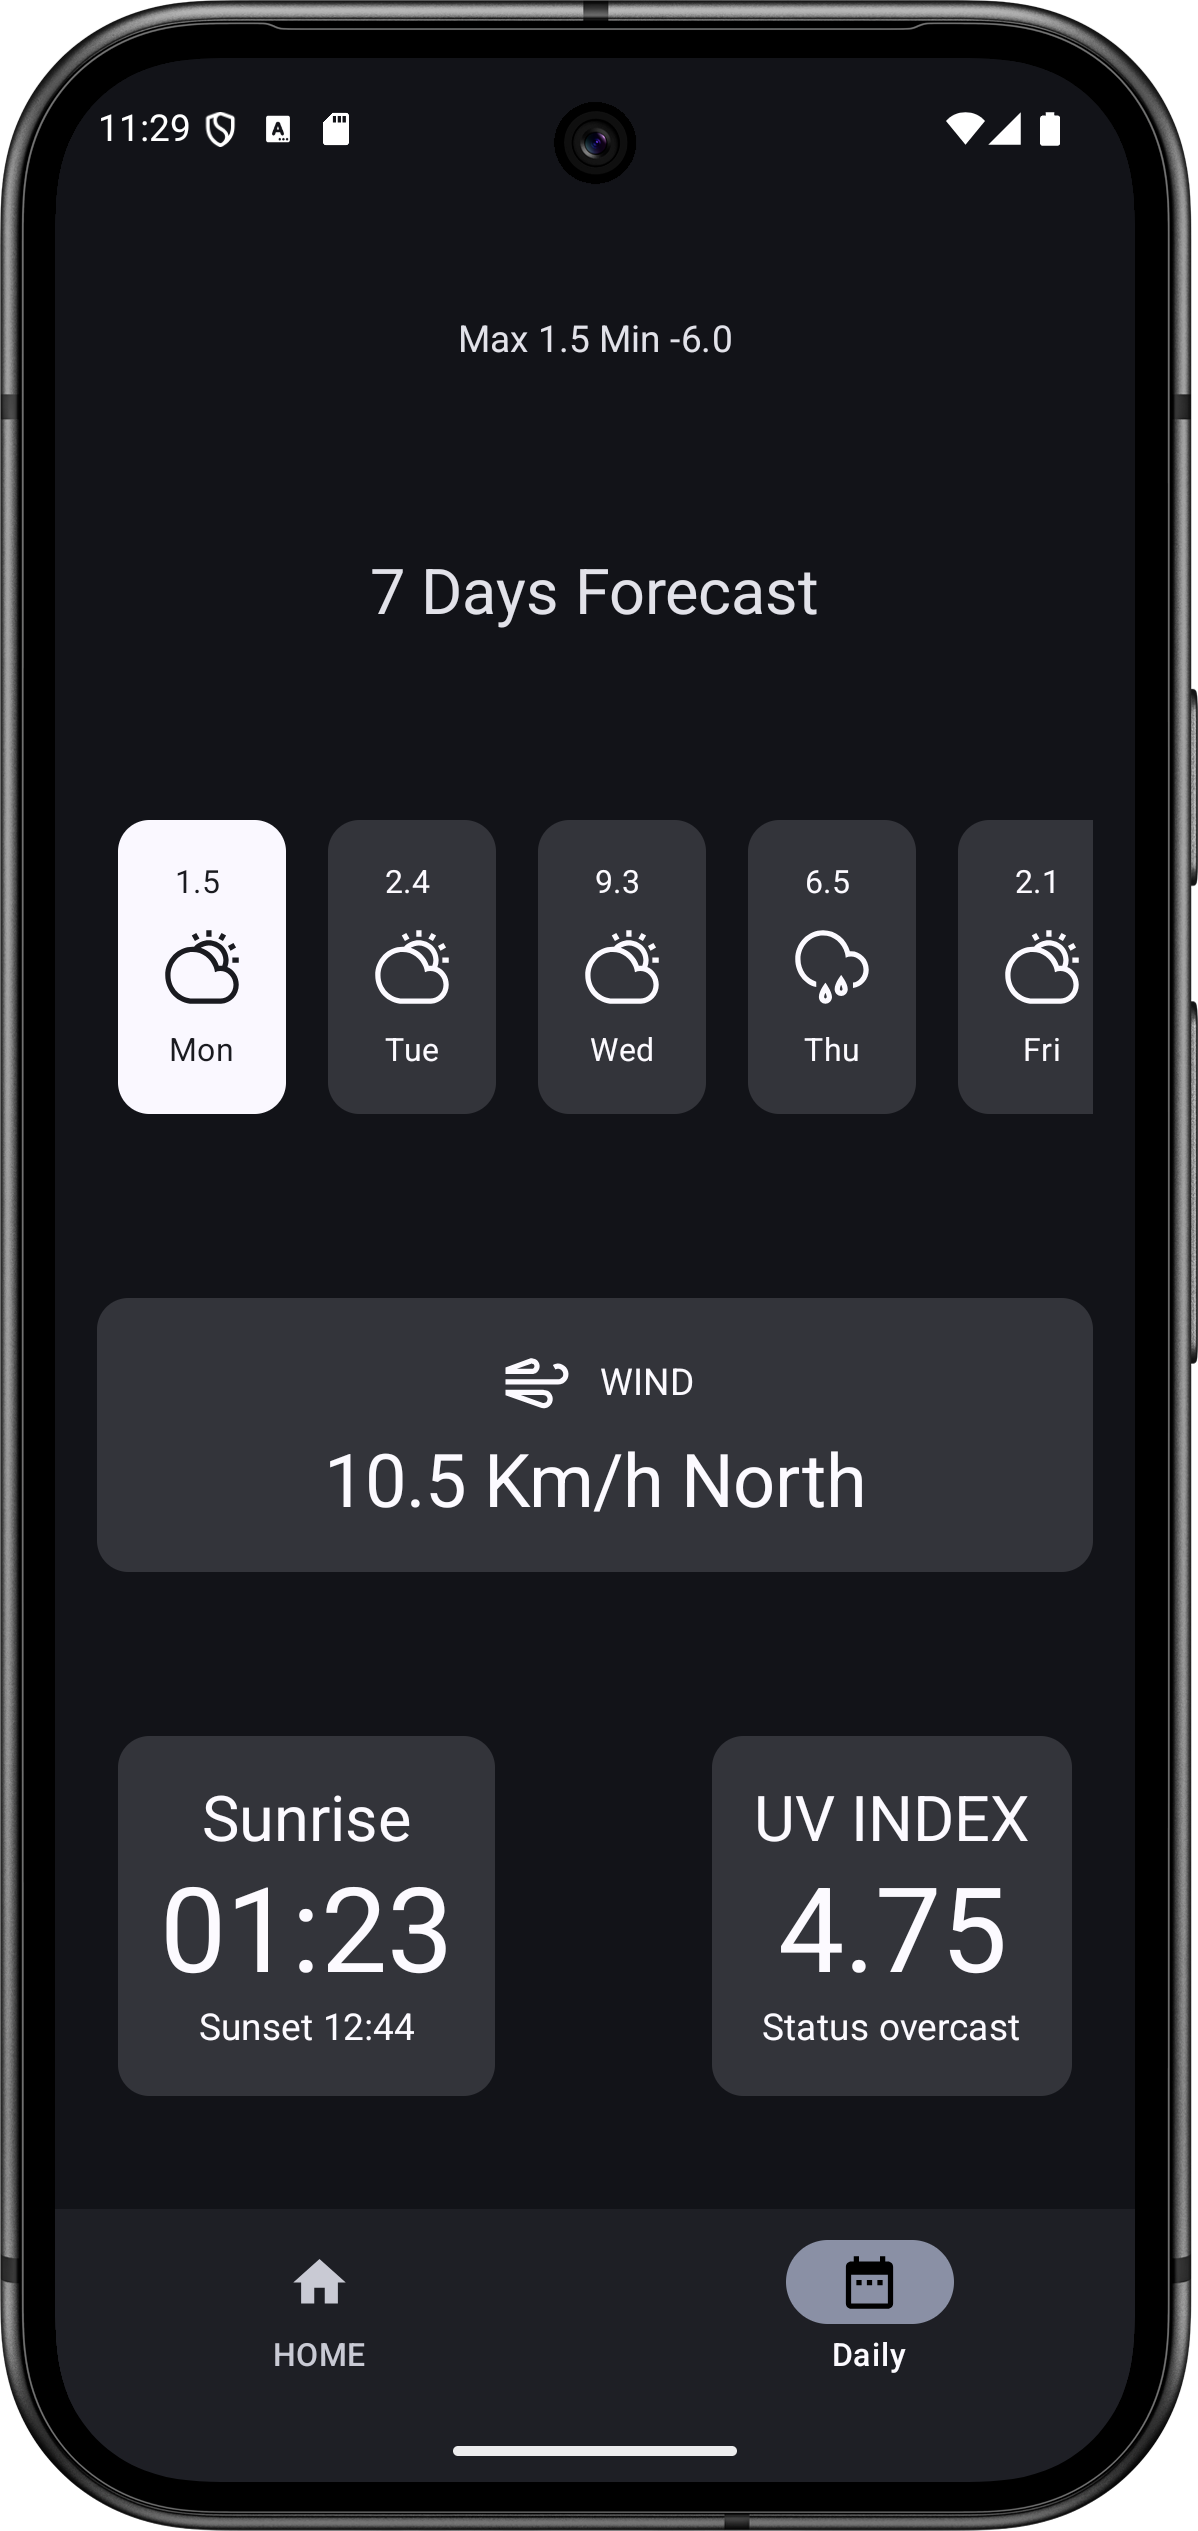 11:29
Max 1.5 Min -6.0
7 Days Forecast
1.5 2.4 9.3 6.5 2.1
Mon Tue Wed Thu Fri
WIND
10.5 Km/h North
Sunrise
01:23
Sunset 12:44
UV INDEX
4.75
Status overcast
HOME Daily